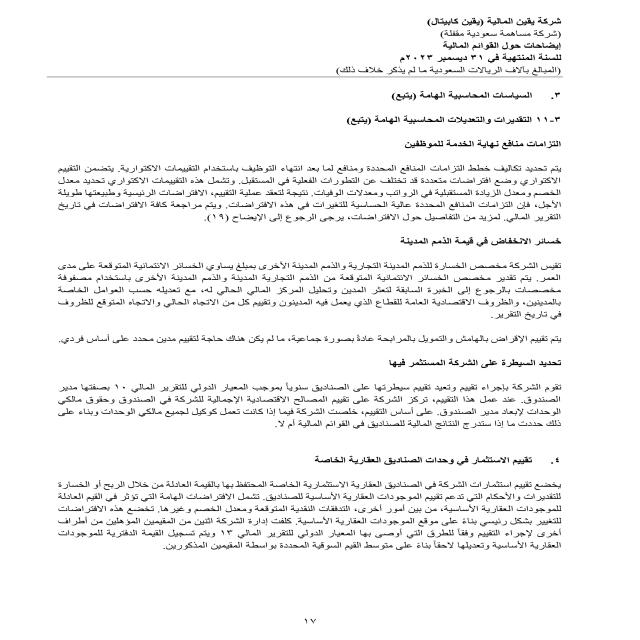 شركة يقين المالية (يقين كابيتال)
(شركة مساهمة سعودية مقفلة)
إيضاحات حول القوائم المالية
للسنة المنتهية في ٣١ ديسمبر ٢٠٢٣م
(المبالغ بآلاف الريالات السعودية ما لم يذكر خلاف ذلك)
٣. السياسات المحاسبية الهامة (يتبع)
٣-١١ التقديرات والتعديلات المحاسبية الهامة (يتبع)
التزامات منافع نهاية الخدمة للموظفين
يتم تحديد تكاليف خطط التزامات المنافع المحددة ومنافع لما بعد انتهاء التوظيف باستخدام التقييمات الاكتوارية. يتضمن التقييم
الاكتواري وضع افتراضات متعددة قد تختلف عن التطورات الفعلية في المستقبل. وتشمل هذه التقييمات الاكتواري تحديد معدل
الخصم ومعدل الزيادة المستقبلية في الرواتب ومعدلات الوفيات. نتيجة لتعقد عملية التقييم، الافتراضات الرئيسية وطبيعتها طويلة
الأجل، فإن التزامات المنافع المحددة عالية الحساسية للتغيرات في هذه الافتراضات. ويتم مراجعة كافة الافتراضات في تاريخ
التقرير المالي. لمزيد من التفاصيل حول الافتراضات، يرجى الرجوع إلى الإيضاح (١٩).
خسائر الانخفاض في قيمة الذمم المدينة
تقيس الشركة مخصص الخسارة للذمم المدينة التجارية والذمم المدينة الأخرى بمبلغ يساوي الخسائر الائتمانية المتوقعة على مدى
العمر. يتم تقدير مخصص الخسائر الائتمانية المتوقعة من الذمم التجارية المدينة والذمم المدينة الأخرى باستخدام مصفوفة
مخصصات بالرجوع إلى الخبرة السابقة لتعثر المدين وتحليل المركز المالي الحالي له، مع تعديله حسب العوامل الخاصة
بالمدينين، والظروف الاقتصادية العامة للقطاع الذي يعمل فيه المدينون وتقييم كل من الاتجاه الحالي والاتجاه المتوقع للظروف
في تاريخ التقرير.
يتم تقييم الإقراض بالهامش والتمويل بالمرابحة عادةً بصورة جماعية، ما لم يكن هناك حاجة لتقييم مدين محدد على أساس فردي.
تحديد السيطرة على الشركة المستثمر فيها
تقوم الشركة بإجراء تقييم وتعيد تقييم سيطرتها على الصناديق سنوياً بموجب المعيار الدولي للتقرير المالي ١٠ بصفتها مدير
الصندوق. عند عمل هذا التقييم، تركز الشركة على تقييم المصالح الاقتصادية الإجمالية للشركة في الصندوق وحقوق مالكي
الوحدات لإبعاد مدير الصندوق. على أساس التقييم، خلصت الشركة فيما إذا كانت تعمل كوكيل لجميع مالكي الوحدات وبناء على
ذلك حددت ما إذا ستدرج النتائج المالية للصناديق في القوائم المالية أم لا.
٤. تقييم الاستثمار في وحدات الصناديق العقارية الخاصة
يخضع تقييم استثمارات الشركة في الصناديق العقارية الاستثمارية الخاصة المحتفظ بها بالقيمة العادلة من خلال الربح أو الخسارة
للتقديرات والأحكام التي تدعم تقييم الموجودات العقارية الأساسية للصناديق. تشمل الافتراضات الهامة التي تؤثر في القيم العادلة
للموجودات العقارية الأساسية، من بين أمور أخرى، التدفقات النقدية المتوقعة ومعدل الخصم وغيرها. تخضع هذه الافتراضات
للتغيير بشكل رئيسي بناءً على موقع الموجودات العقارية الأساسية. كلفت إدارة الشركة اثنين من المقيمين المؤهلين من أطراف
أخرى لإجراء التقييم وفقاً للطرق التي أوصى بها المعيار الدولي للتقرير المالي ١٣ ويتم تسجيل القيمة الدفترية للموجودات
العقارية الأساسية وتعديلها لاحقاً بناءً على متوسط القيم السوقية المحددة بواسطة المقيمين المذكورين.
١٧